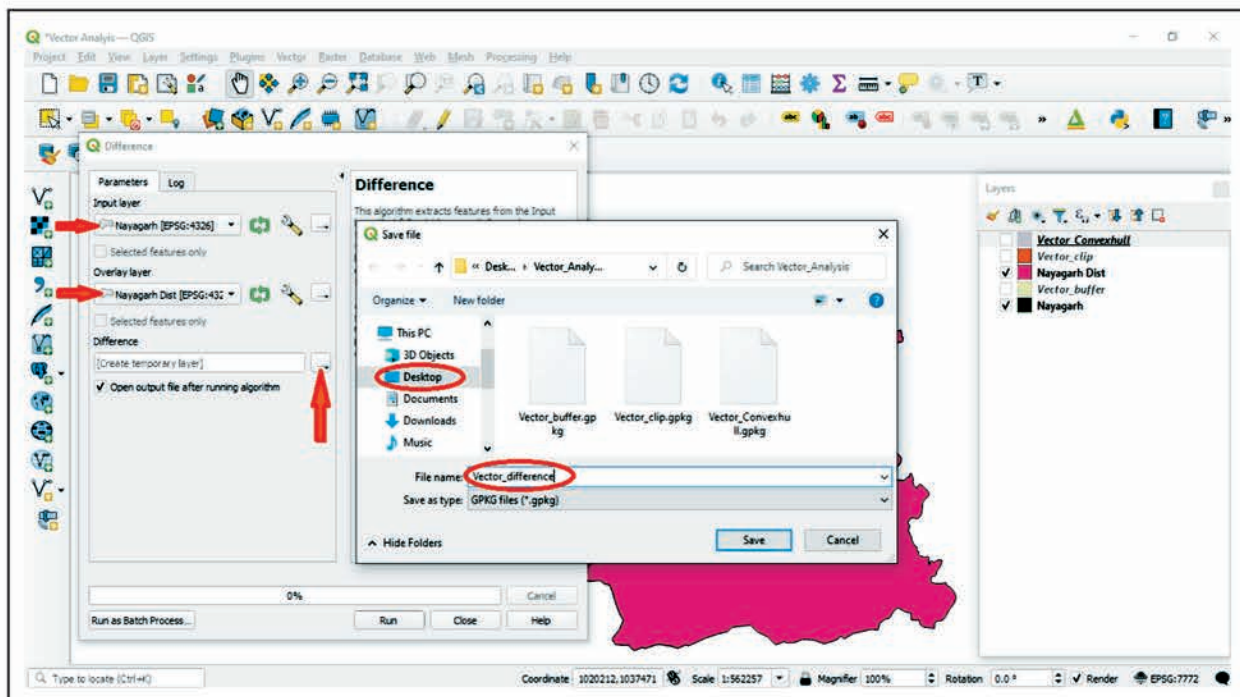 *Vector Analyis — QGIS
Project Edit View Layer Settings Plugins Vector Raster Database Web Mesh Processing Help
Difference
Parameters Log
Input layer
Nayagarh [EPSG:4326]
Selected features only
Overlay layer
Nayagarh Dist [EPSG:432
Selected features only
Difference
[Create temporary layer]
Open output file after running algorithm
Difference
This algorithm extracts features from the Input
Save file
« Desk... › Vector_Analy...
Search Vector_Analysis
Organize
New folder
This PC
3D Objects
Desktop
Documents
Downloads
Music
Vector_buffer.gp
kg
Vector_clip.gpkg
Vector_Convexhu
ll.gpkg
File name: Vector_difference
Save as type: GPKG files (*.gpkg)
Hide Folders
Save
Cancel
0%
Cancel
Run as Batch Process...
Run
Close
Help
Layers
Vector_Convexhull
Vector_clip
Nayagarh Dist
Vector_buffer
Nayagarh
Type to locate (Ctrl+K)
Coordinate 1020212,1037471
Scale 1:562257
Magnifier 100%
Rotation 0.0 °
Render
EPSG:7772